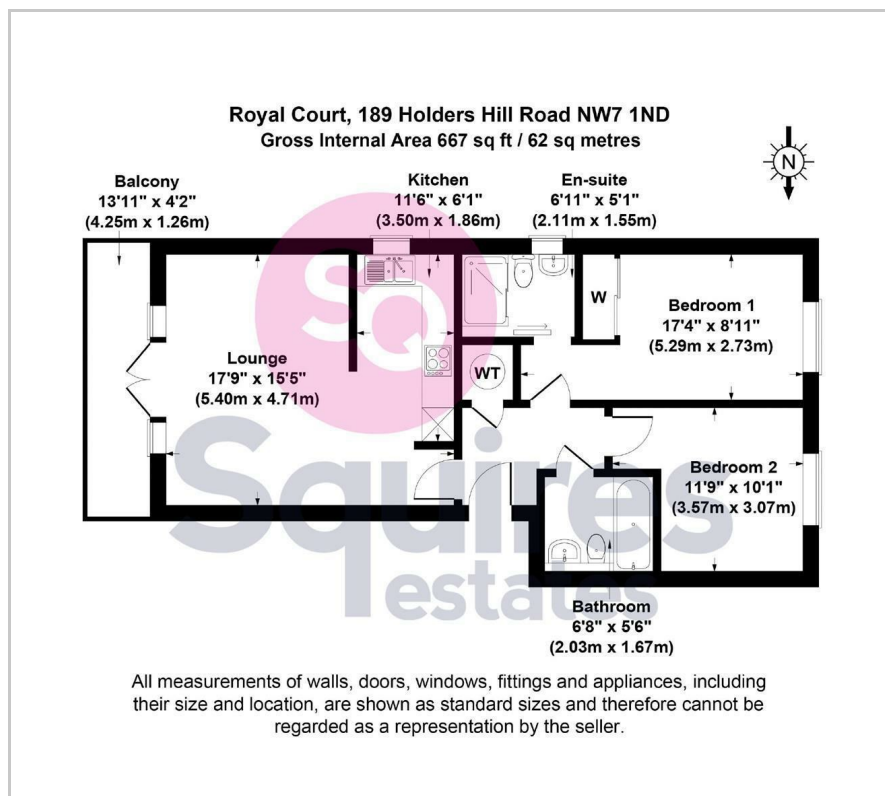 Royal Court, 189 Holders Hill Road NW7 1ND
Gross Internal Area 667 sq ft / 62 sq metres
N
Balcony
13'11" x 4'2"
(4.25m x 1.26m)
Kitchen
11'6" x 6'1"
(3.50m x 1.86m)
En-suite
6'11" x 5'1"
(2.11m x 1.55m)
W
Bedroom 1
17'4" x 8'11"
(5.29m x 2.73m)
Lounge
17'9" x 15'5"
(5.40m x 4.71m)
WT
Bedroom 2
11'9" x 10'1"
(3.57m x 3.07m)
SQ
Squires
estates
Bathroom
6'8" x 5'6"
(2.03m x 1.67m)
All measurements of walls, doors, windows, fittings and appliances, including
their size and location, are shown as standard sizes and therefore cannot be
regarded as a representation by the seller.